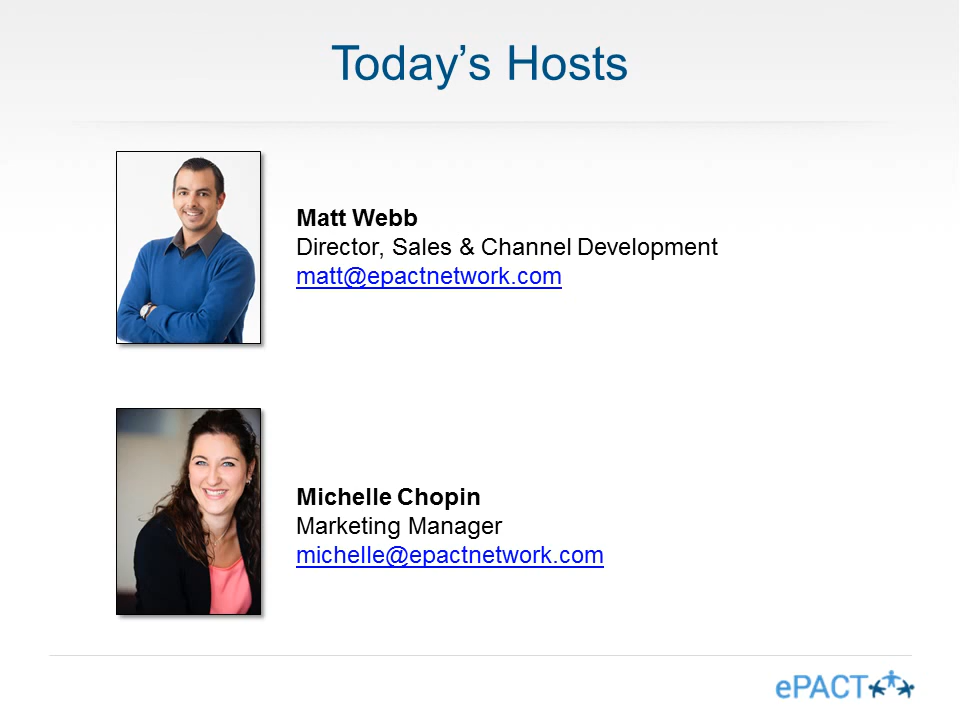 Today’s Hosts
Matt Webb
Director, Sales & Channel Development
matt@epactnetwork.com
Michelle Chopin
Marketing Manager
michelle@epactnetwork.com
ePACT